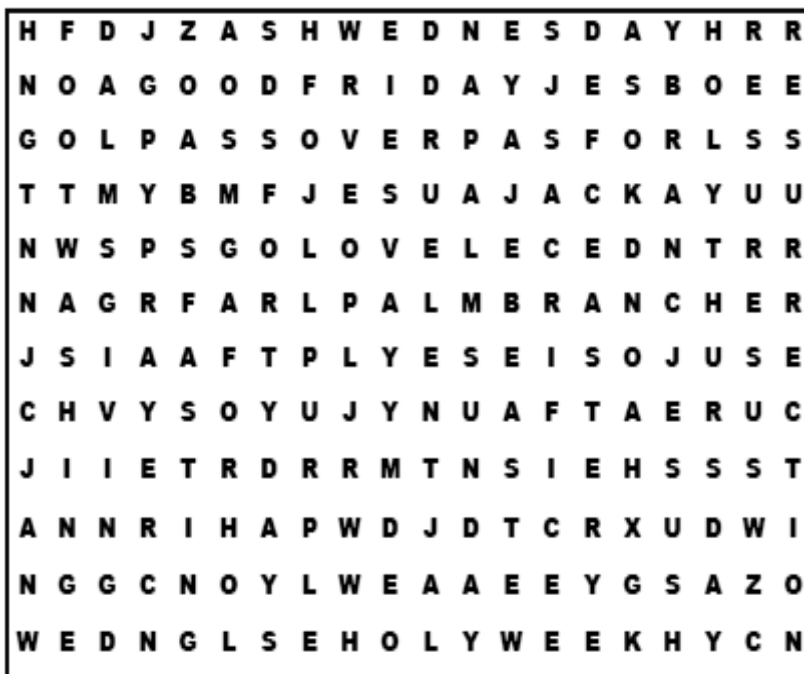 H F D J Z A S H W E D N E S D A Y H R R
N O A G O O D F R I D A Y J E S B O E E
G O L P A S S O V E R P A S F O R L S S
T T M Y B M F J E S U A J A C K A Y U U
N W S P S G O L O V E L E C E D N T R R
N A G R F A R L P A L M B R A N C H E R
J S I A A F T P L Y E S E I S O J U S E
C H V Y S O Y U J Y N U A F T A E R U C
J I I E T R D R R M T N S I E H S S S T
A N N R I H A P W D J D T C R X U D W I
N G G C N O Y L W E A A E E Y G S A Z O
W E D N G L S E H O L Y W E E K H Y C N